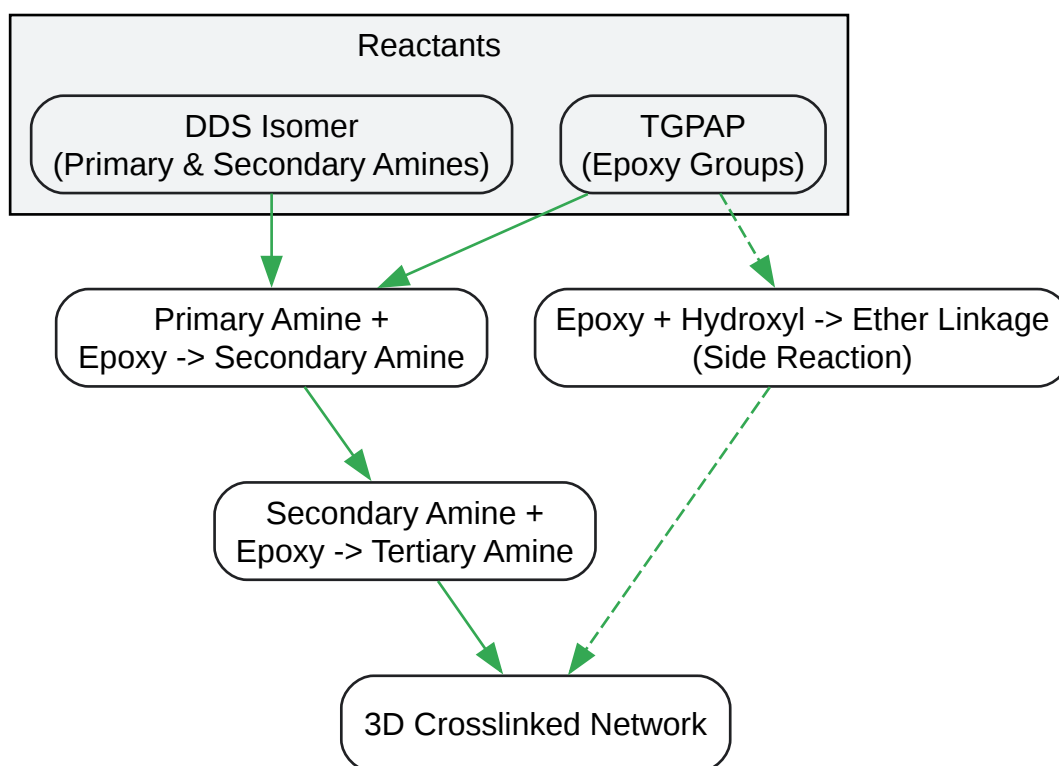 Reactants
DDS Isomer
(Primary & Secondary Amines)
TGPAP
(Epoxy Groups)
Primary Amine +
Epoxy -> Secondary Amine
Epoxy + Hydroxyl -> Ether Linkage
(Side Reaction)
Secondary Amine +
Epoxy -> Tertiary Amine
3D Crosslinked Network